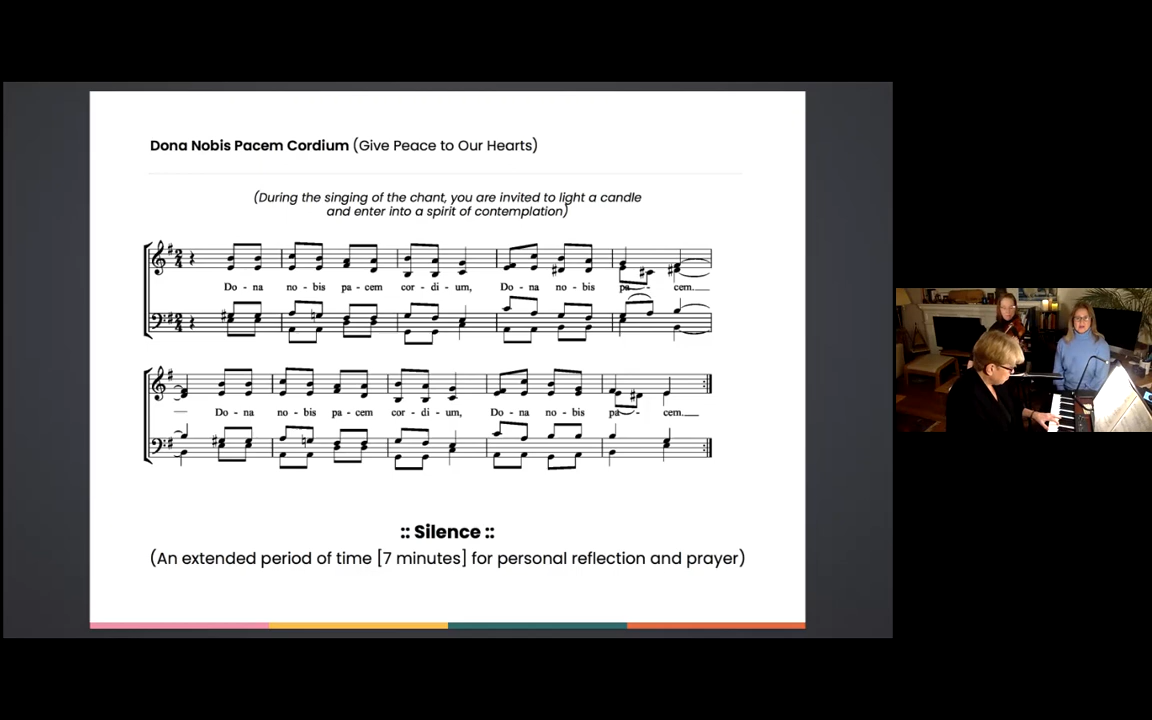 Dona Nobis Pacem Cordium (Give Peace to Our Hearts)
(During the singing of the chant, you are invited to light a candle
and enter into a spirit of contemplation)
Do - na no - bis pa - cem cor - di - um, Do - na no - bis pa - cem.
Do - na no - bis pa - cem cor - di - um, Do - na no - bis pa - cem.
:: Silence ::
(An extended period of time [7 minutes] for personal reflection and prayer)